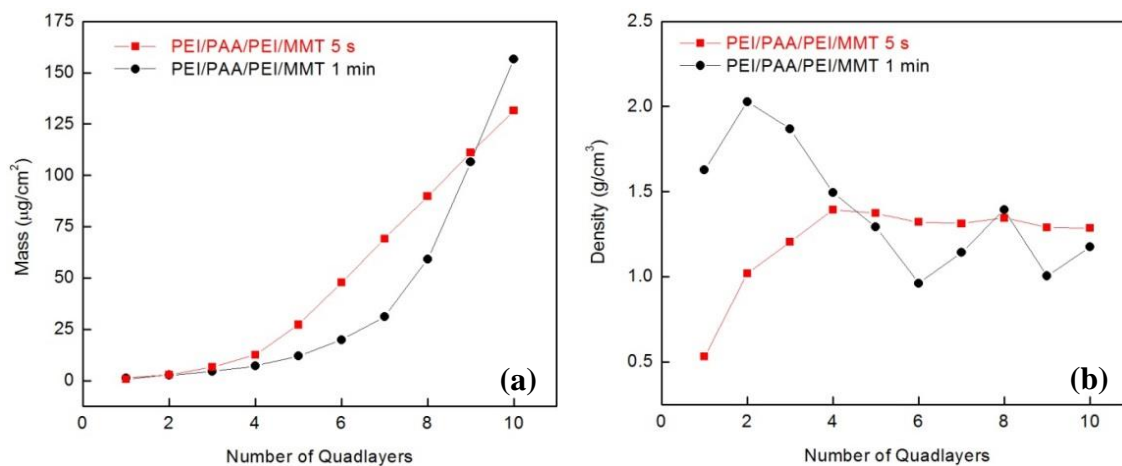 175
150
125
100
75
50
25
0
Mass (μg/cm²)
PEI/PAA/PEI/MMT 5 s
PEI/PAA/PEI/MMT 1 min
(a)
0 2 4 6 8 10
Number of Quadlayers
2.5
2.0
1.5
1.0
0.5
Density (g/cm³)
PEI/PAA/PEI/MMT 5 s
PEI/PAA/PEI/MMT 1 min
(b)
0 2 4 6 8 10
Number of Quadlayers